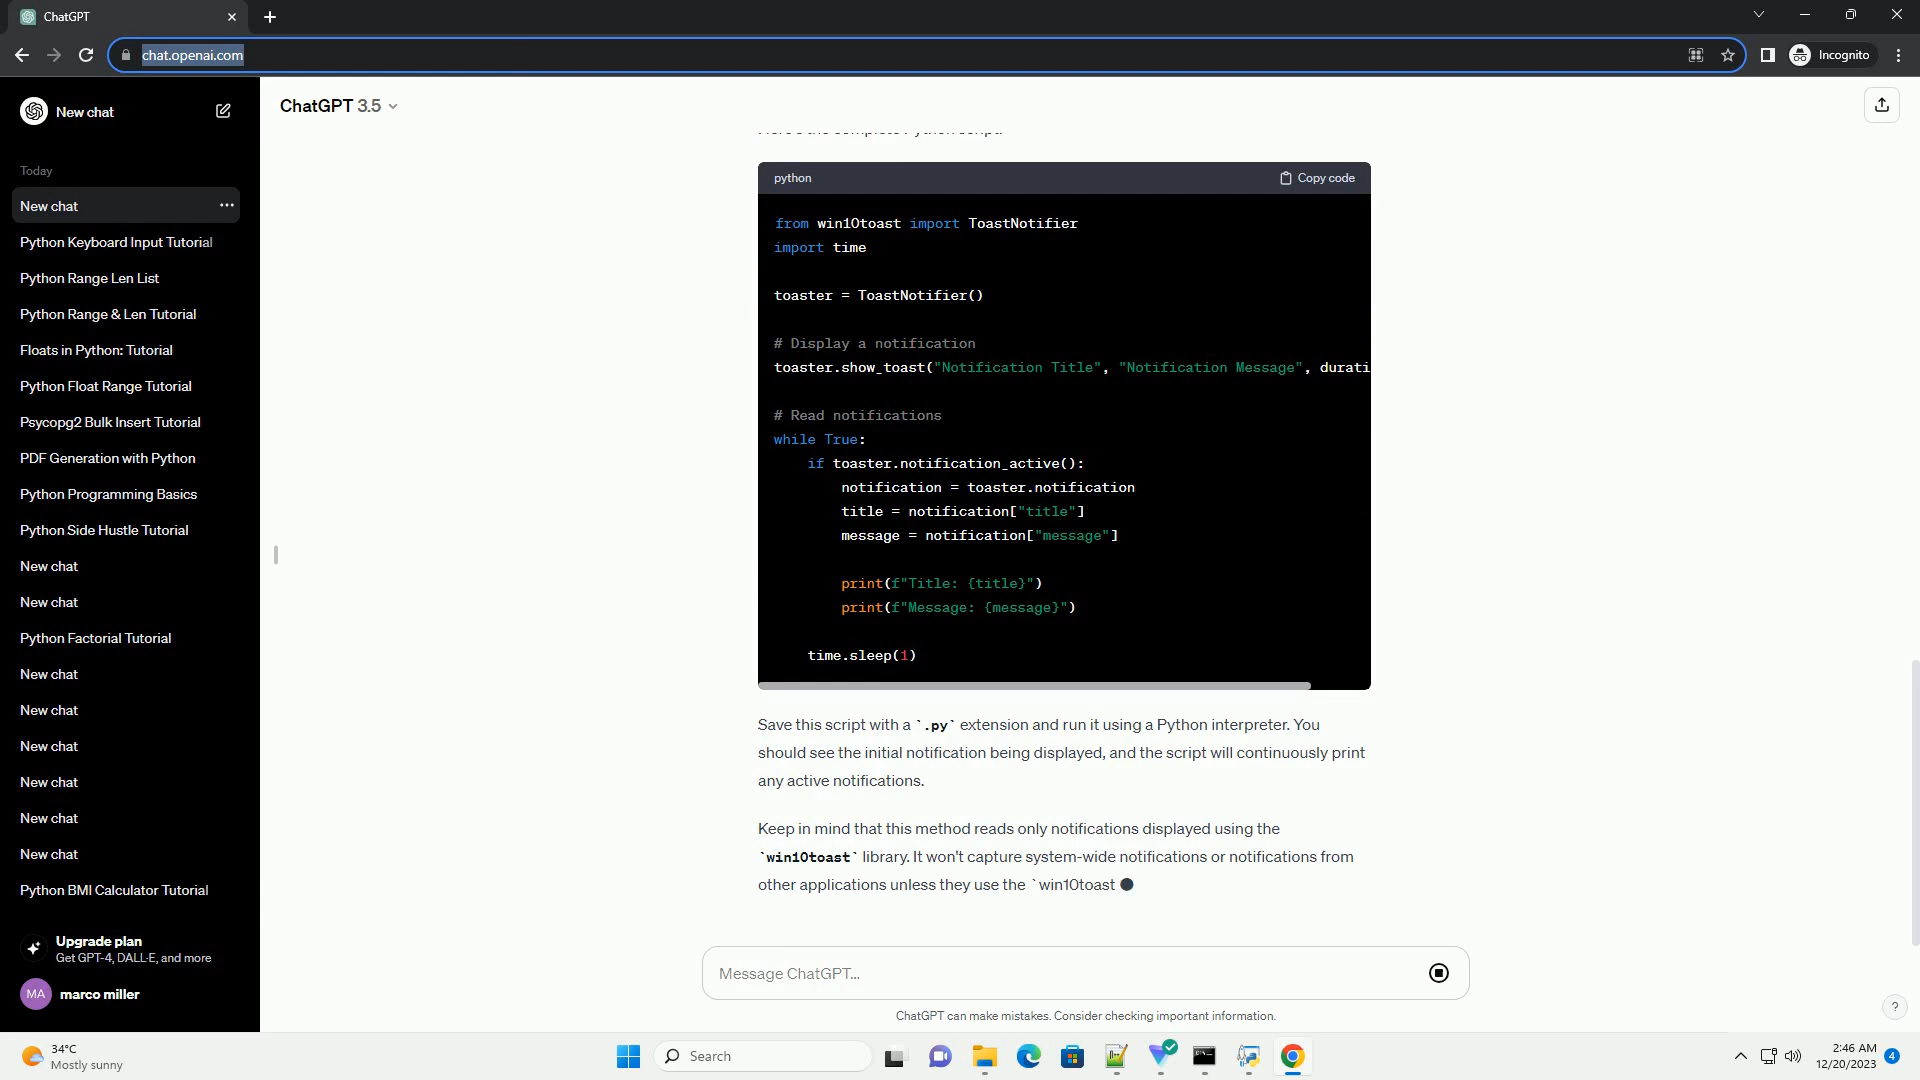 ChatGPT
chat.openai.com
Incognito
New chat
ChatGPT 3.5
Today
New chat
Python Keyboard Input Tutorial
Python Range Len List
Python Range & Len Tutorial
Floats in Python: Tutorial
Python Float Range Tutorial
Psycopg2 Bulk Insert Tutorial
PDF Generation with Python
Python Programming Basics
Python Side Hustle Tutorial
New chat
New chat
Python Factorial Tutorial
New chat
New chat
New chat
New chat
New chat
New chat
Python BMI Calculator Tutorial
Upgrade plan
Get GPT-4, DALL·E, and more
MA marco miller
Here's the complete Python script:
python Copy code
from win10toast import ToastNotifier
import time
toaster = ToastNotifier()
# Display a notification
toaster.show_toast("Notification Title", "Notification Message", durati
# Read notifications
while True:
if toaster.notification_active():
notification = toaster.notification
title = notification["title"]
message = notification["message"]
print(f"Title: {title}")
print(f"Message: {message}")
time.sleep(1)
Save this script with a `.py` extension and run it using a Python interpreter. You
should see the initial notification being displayed, and the script will continuously print
any active notifications.
Keep in mind that this method reads only notifications displayed using the
`win10toast` library. It won't capture system-wide notifications or notifications from
other applications unless they use the `win10toast
Message ChatGPT...
ChatGPT can make mistakes. Consider checking important information.
?
34°C
Mostly sunny
Search
2:46 AM
12/20/2023
4